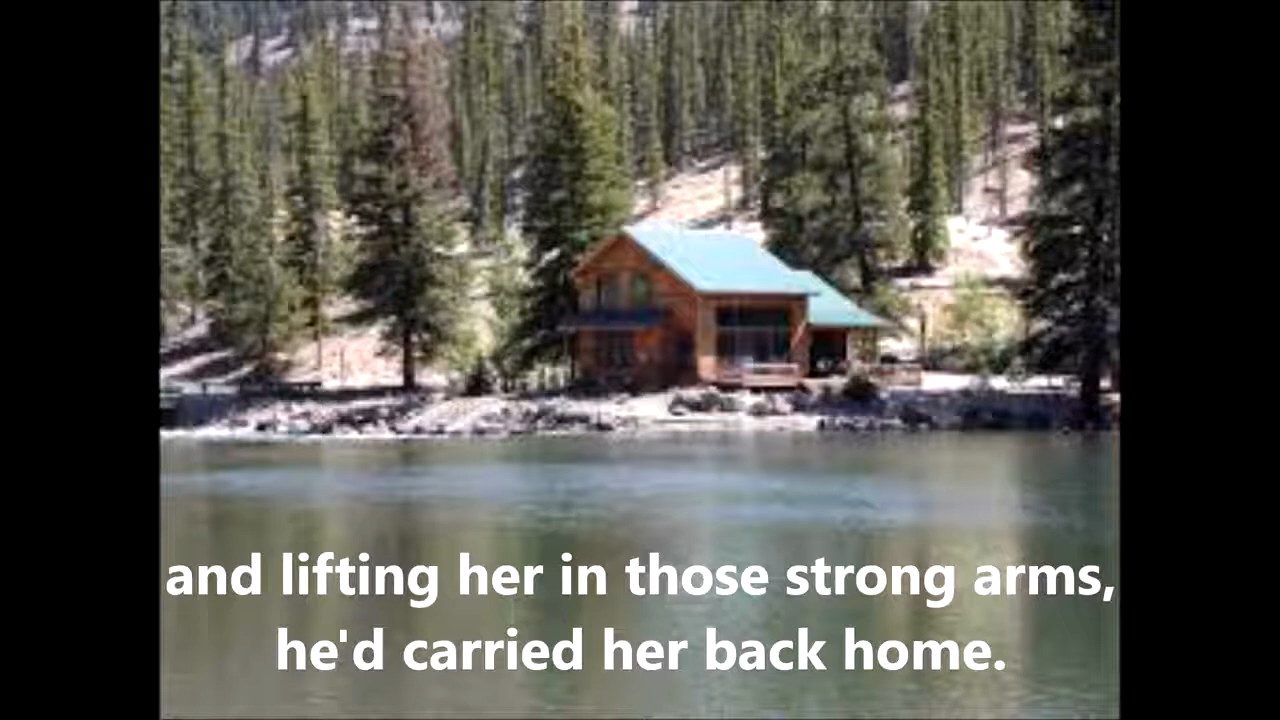 and lifting her in those strong arms,
he'd carried her back home.